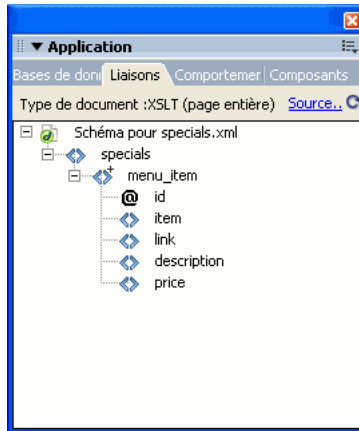 Application
Bases de donn Liaisons Comportemer Composants
Type de document :XSLT (page entière) Source..
Schéma pour specials.xml
specials
menu_item
@ id
item
link
description
price